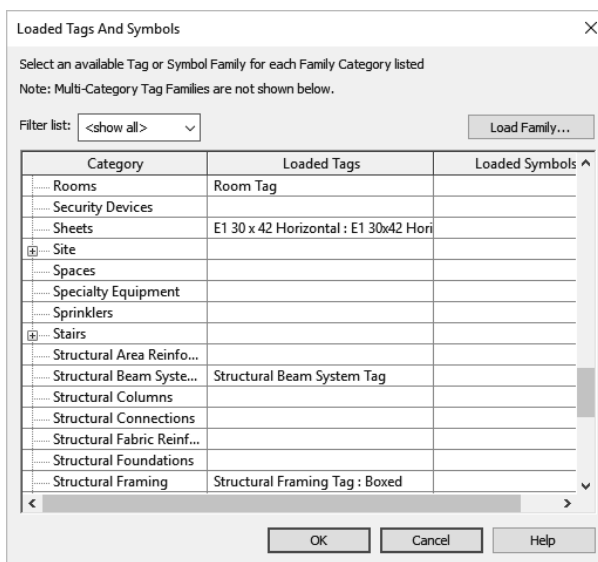 Loaded Tags And Symbols
Select an available Tag or Symbol Family for each Family Category listed
Note: Multi-Category Tag Families are not shown below.
Filter list: <show all> Load Family...
Category Loaded Tags Loaded Symbols
Rooms Room Tag
Security Devices
Sheets E1 30 x 42 Horizontal : E1 30x42 Hori
Site
Spaces
Specialty Equipment
Sprinklers
Stairs
Structural Area Reinfo...
Structural Beam Syste... Structural Beam System Tag
Structural Columns
Structural Connections
Structural Fabric Reinf...
Structural Foundations
Structural Framing Structural Framing Tag : Boxed
OK Cancel Help